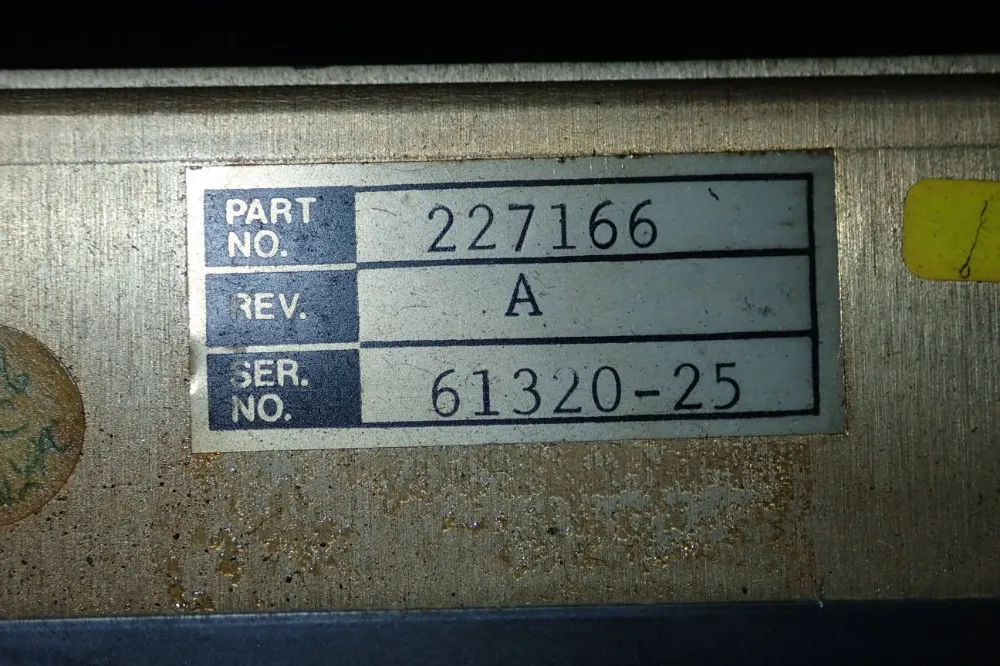 PART NO. 227166
REV. A
SER. NO. 61320-25